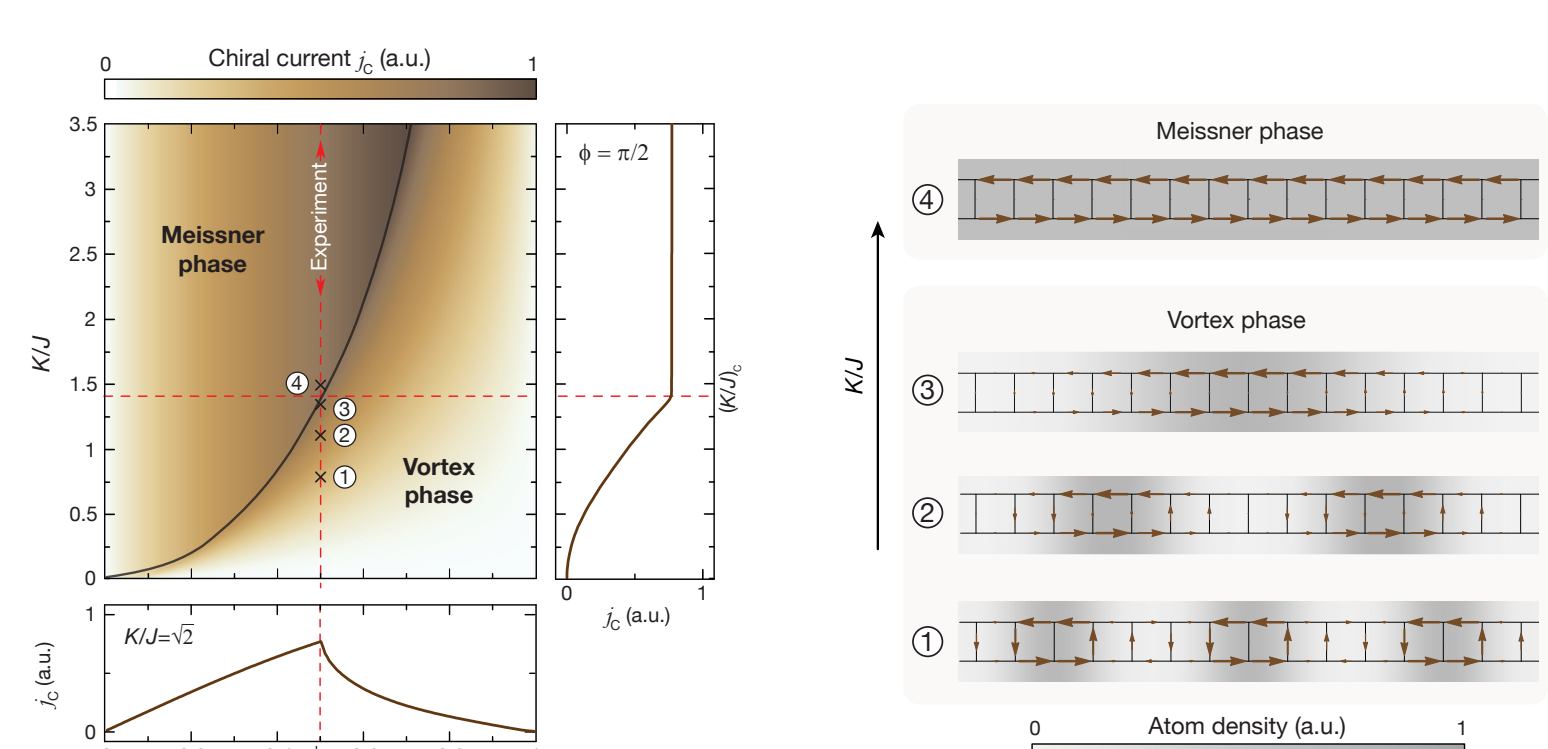 Chiral current jC (a.u.)
0 1
3.5
3
2.5
2
1.5
1
0.5
0
K/J
Meissner
phase
Experiment
Vortex
phase
4
3
2
1
ϕ = π/2
(K/J)C
0 1
jC (a.u.)
K/J=√2
1
0
jC (a.u.)
K/J
Meissner phase
4
Vortex phase
3
2
1
0 Atom density (a.u.) 1